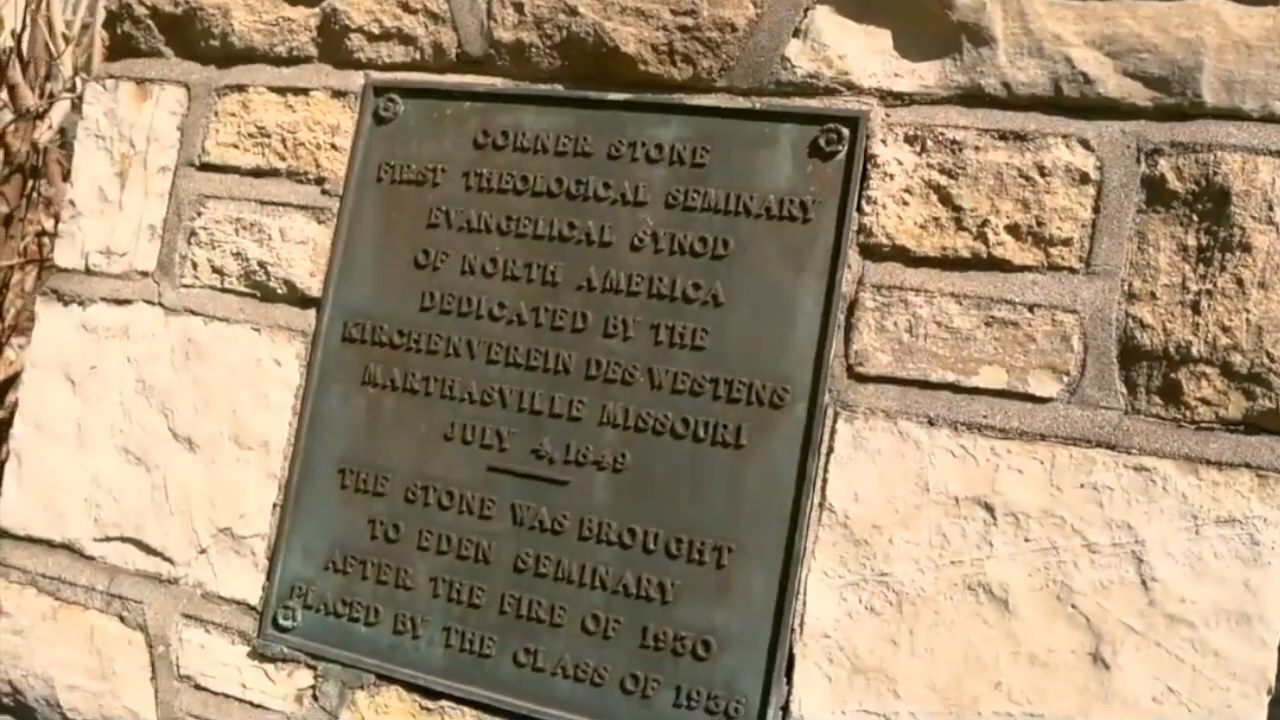 CORNER STONE
FIRST THEOLOGICAL SEMINARY
EVANGELICAL SYNOD
OF NORTH AMERICA
DEDICATED BY THE
KIRCHENVEREIN DES WESTENS
MARTHASVILLE MISSOURI
JULY 4, 1849
THE STONE WAS BROUGHT
TO EDEN SEMINARY
AFTER THE FIRE OF 1930
PLACED BY THE CLASS OF 1936